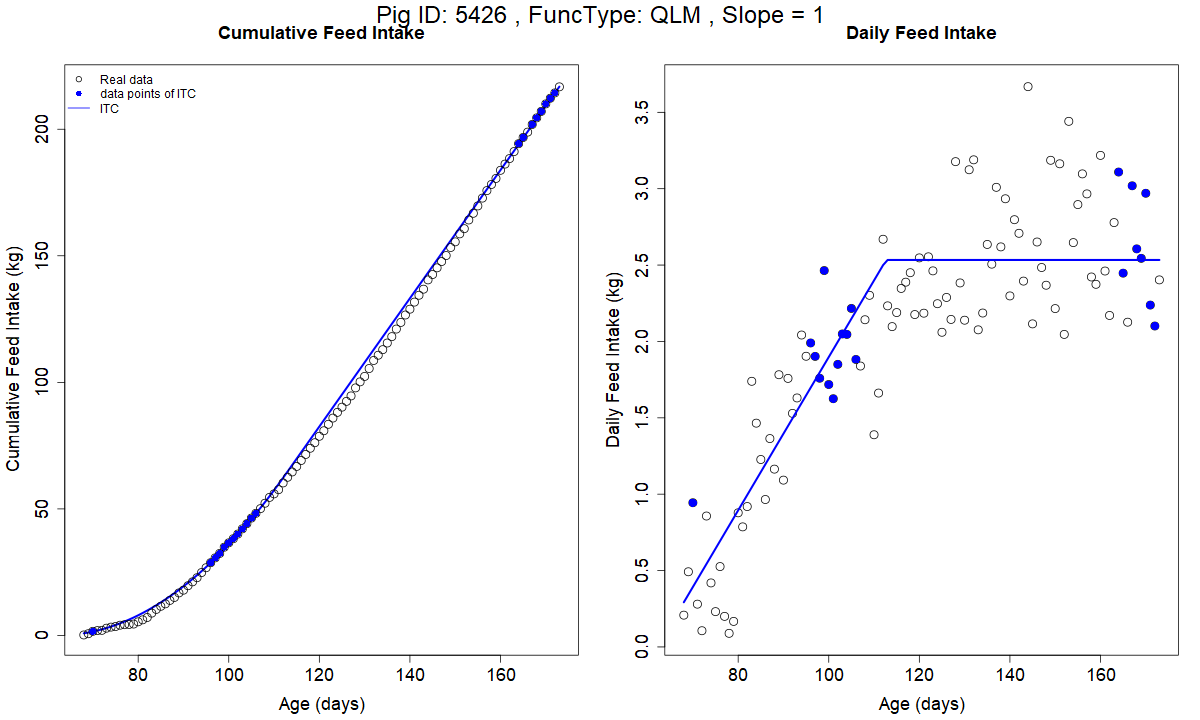 Pig ID: 5426 , FuncType: QLM , Slope = 1
Cumulative Feed Intake
Real data
data points of ITC
ITC
Cumulative Feed Intake (kg)
0
50
100
150
200
80
100
120
140
160
Age (days)
Daily Feed Intake
Daily Feed Intake (kg)
0.0
0.5
1.0
1.5
2.0
2.5
3.0
3.5
80
100
120
140
160
Age (days)